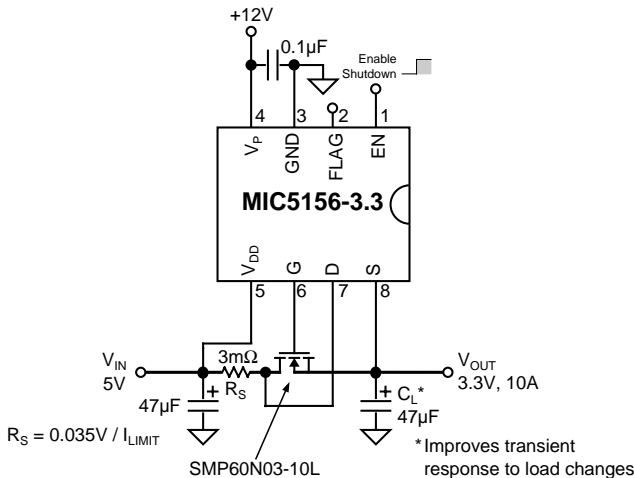 +12V
0.1µF
Enable
Shutdown
4 3 2 1
VP GND FLAG EN
MIC5156-3.3
VDD G D S
5 6 7 8
VIN
5V
3mΩ
RS
VOUT
3.3V, 10A
+
47µF
+ CL*
47µF
RS = 0.035V / ILIMIT
SMP60N03-10L
* Improves transient
response to load changes